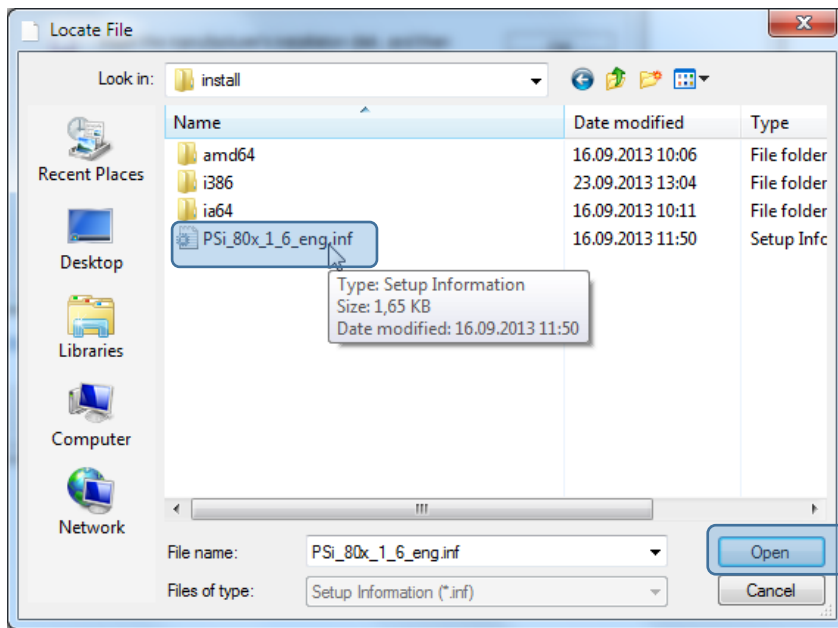 Locate File
Look in: install
Name Date modified Type
amd64 16.09.2013 10:06 File folder
i386 23.09.2013 13:04 File folder
ia64 16.09.2013 10:11 File folder
PSi_80x_1_6_eng.inf 16.09.2013 11:50 Setup Infc
Type: Setup Information
Size: 1,65 KB
Date modified: 16.09.2013 11:50
Recent Places
Desktop
Libraries
Computer
Network
File name: PSi_80x_1_6_eng.inf Open
Files of type: Setup Information (*.inf) Cancel